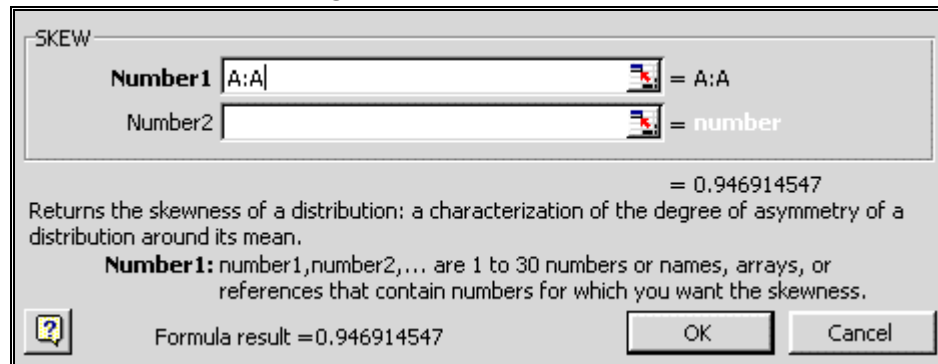 SKEW
Number1 A:A = A:A
Number2 = number
= 0.946914547
Returns the skewness of a distribution: a characterization of the degree of asymmetry of a
distribution around its mean.
Number1: number1,number2,... are 1 to 30 numbers or names, arrays, or
references that contain numbers for which you want the skewness.
Formula result =0.946914547 OK Cancel